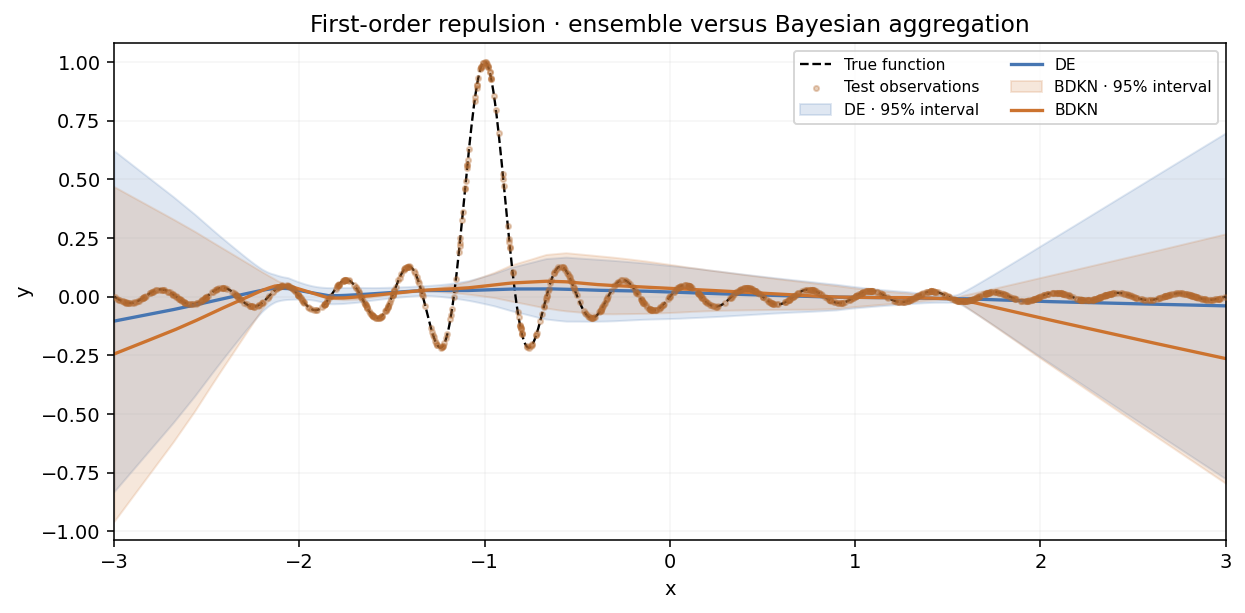 First-order repulsion · ensemble versus Bayesian aggregation
True function
Test observations
DE · 95% interval
DE
BDKN · 95% interval
BDKN
1.00
0.75
0.50
0.25
0.00
−0.25
−0.50
−0.75
−1.00
y
−3
−2
−1
0
1
2
3
x